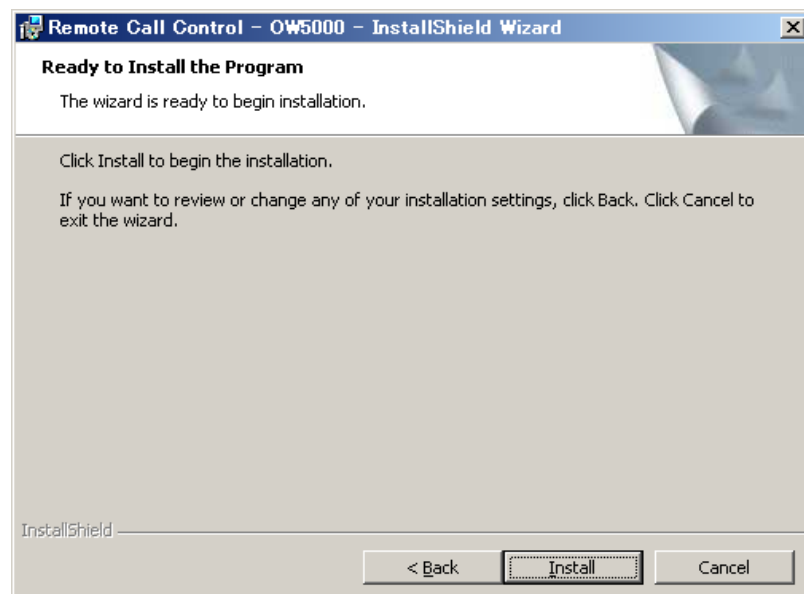 Remote Call Control - OW5000 - InstallShield Wizard
Ready to Install the Program
The wizard is ready to begin installation.
Click Install to begin the installation.
If you want to review or change any of your installation settings, click Back. Click Cancel to
exit the wizard.
InstallShield
< Back
Install
Cancel